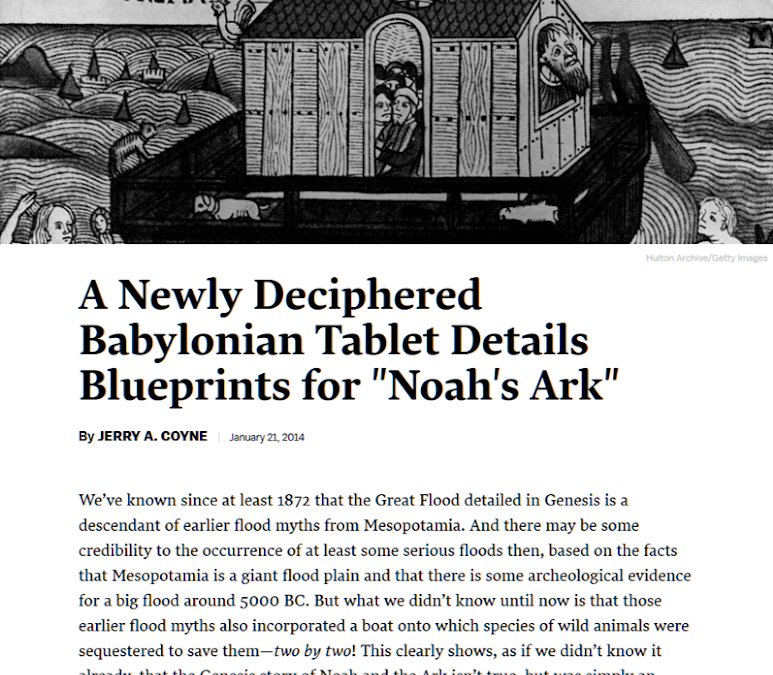 Hulton Archive/Getty Images
A Newly Deciphered
Babylonian Tablet Details
Blueprints for "Noah's Ark"
By JERRY A. COYNE | January 21, 2014
We've known since at least 1872 that the Great Flood detailed in Genesis is a
descendant of earlier flood myths from Mesopotamia. And there may be some
credibility to the occurrence of at least some serious floods then, based on the facts
that Mesopotamia is a giant flood plain and that there is some archeological evidence
for a big flood around 5000 BC. But what we didn't know until now is that those
earlier flood myths also incorporated a boat onto which species of wild animals were
sequestered to save them—two by two! This clearly shows, as if we didn't know it
already, that the Genesis story of Noah and the Ark isn't true, but was simply an